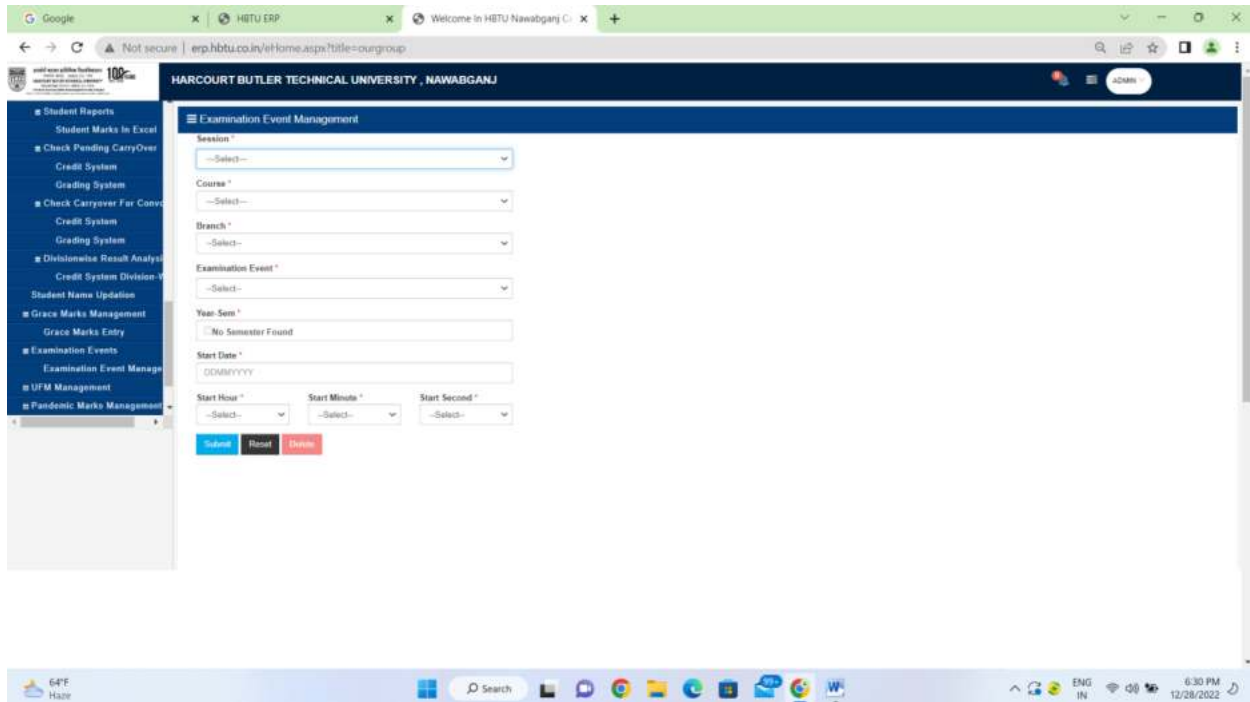 Google
HBTU ERP
Welcome In HBTU Nawabganj C
Not secure | erp.hbtu.co.in/eHome.aspx?title=ourgroup
HARCOURT BUTLER TECHNICAL UNIVERSITY , NAWABGANJ
ADMIN
Student Reports
Student Marks In Excel
Check Pending CarryOver
Credit System
Grading System
Check Carryover For Convo
Credit System
Grading System
Divisionwise Result Analysi
Credit System Division-W
Student Name Updation
Grace Marks Management
Grace Marks Entry
Examination Events
Examination Event Manage
UFM Management
Pandemic Marks Management
Examination Event Management
Session *
---Select---
Course *
---Select---
Branch *
--Select--
Examination Event *
--Select--
Year-Sem *
No Semester Found
Start Date *
DDMMYYYY
Start Hour * Start Minute * Start Second *
--Select-- --Select-- --Select--
Submit Reset Delete
64°F
Haze
Search
99+
ENG
IN
6:30 PM
12/28/2022